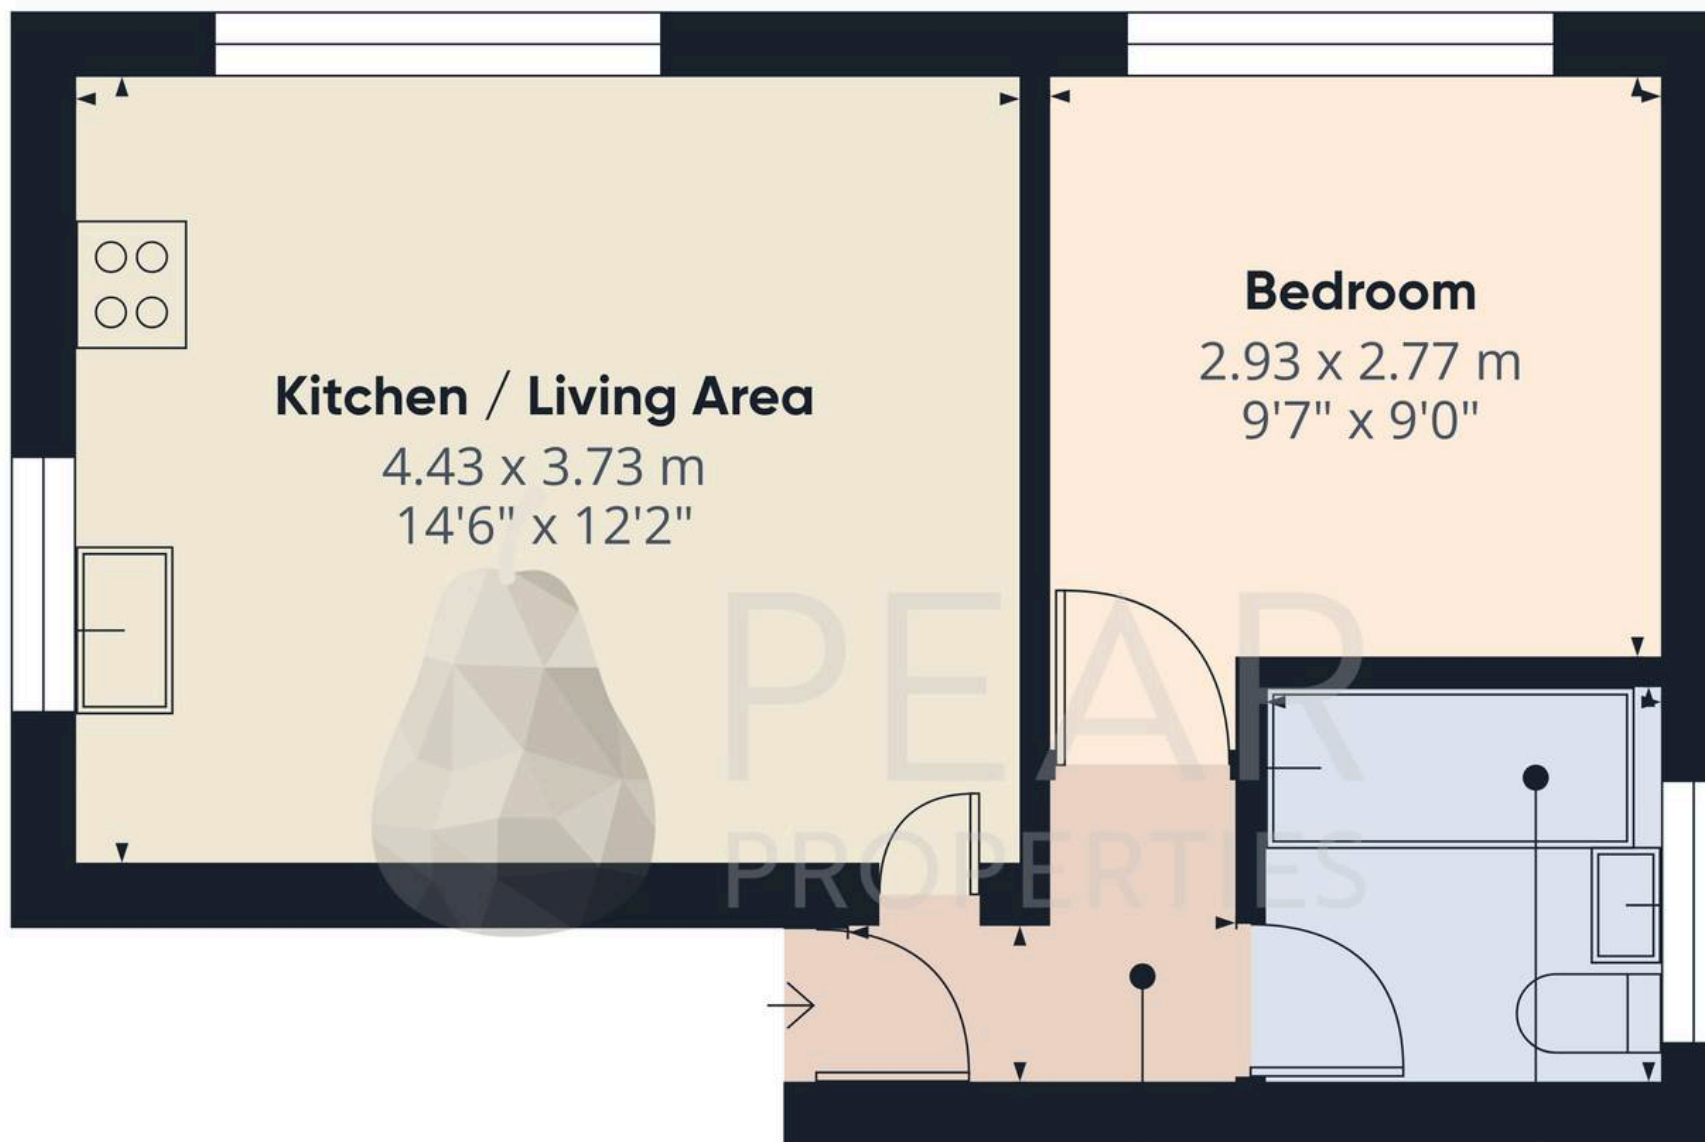 Kitchen / Living Area
4.43 x 3.73 m
14'6" x 12'2"
Bedroom
2.93 x 2.77 m
9'7" x 9'0"
PEAR
PROPERTIES